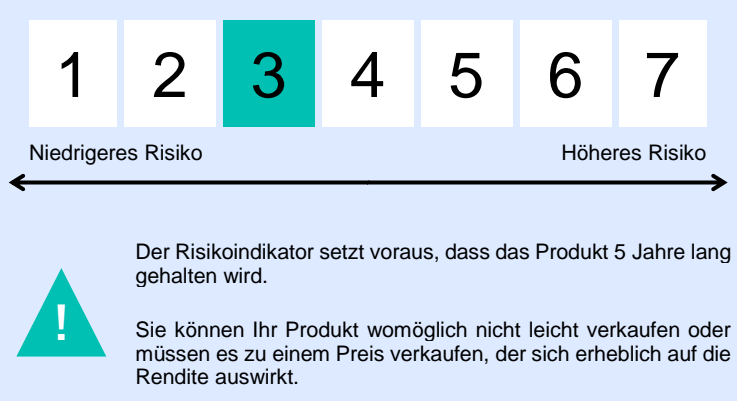 1 2 3 4 5 6 7
Niedrigeres Risiko Höheres Risiko
Der Risikoindikator setzt voraus, dass das Produkt 5 Jahre lang
gehalten wird.
!
Sie können Ihr Produkt womöglich nicht leicht verkaufen oder
müssen es zu einem Preis verkaufen, der sich erheblich auf die
Rendite auswirkt.